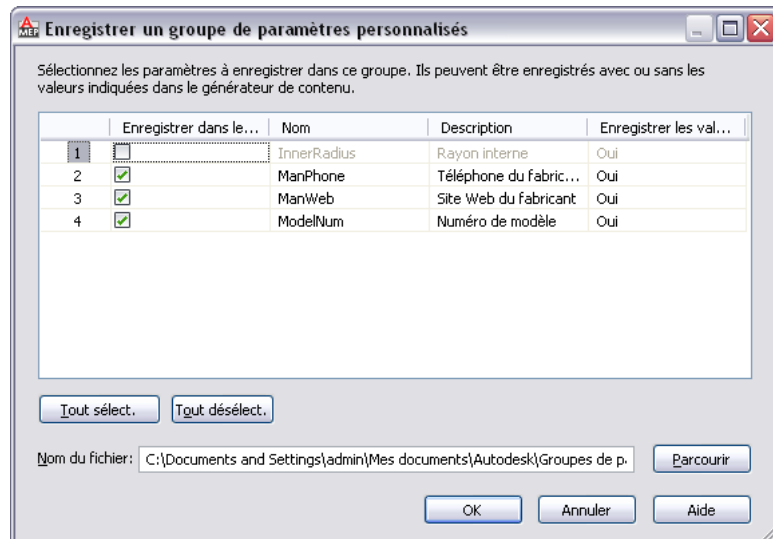 MEP Enregistrer un groupe de paramètres personnalisés
Sélectionnez les paramètres à enregistrer dans ce groupe. Ils peuvent être enregistrés avec ou sans les
valeurs indiquées dans le générateur de contenu.
Enregistrer dans le... Nom Description Enregistrer les val...
1 InnerRadius Rayon interne Oui
2 ManPhone Téléphone du fabric... Oui
3 ManWeb Site Web du fabricant Oui
4 ModelNum Numéro de modèle Oui
Tout sélect. Tout désélect.
Nom du fichier: C:\Documents and Settings\admin\Mes documents\Autodesk\Groupes de p. Parcourir
OK Annuler Aide